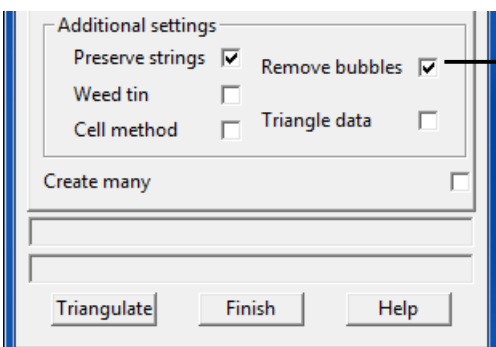 Additional settings
Preserve strings
Remove bubbles
Weed tin
Cell method
Triangle data
Create many
Triangulate Finish Help